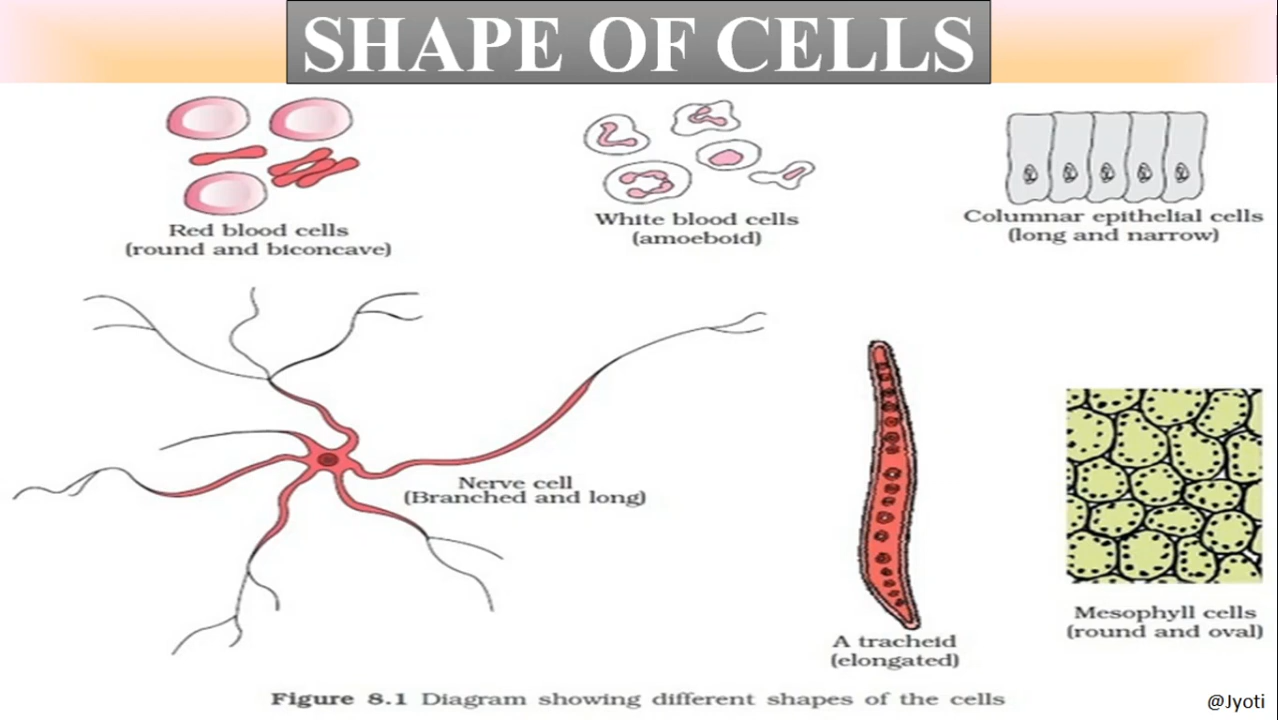 SHAPE OF CELLS
Red blood cells
(round and biconcave)
White blood cells
(amoeboid)
Columnar epithelial cells
(long and narrow)
Nerve cell
(Branched and long)
A tracheid
(elongated)
Mesophyll cells
(round and oval)
Figure 8.1 Diagram showing different shapes of the cells
@Jyoti